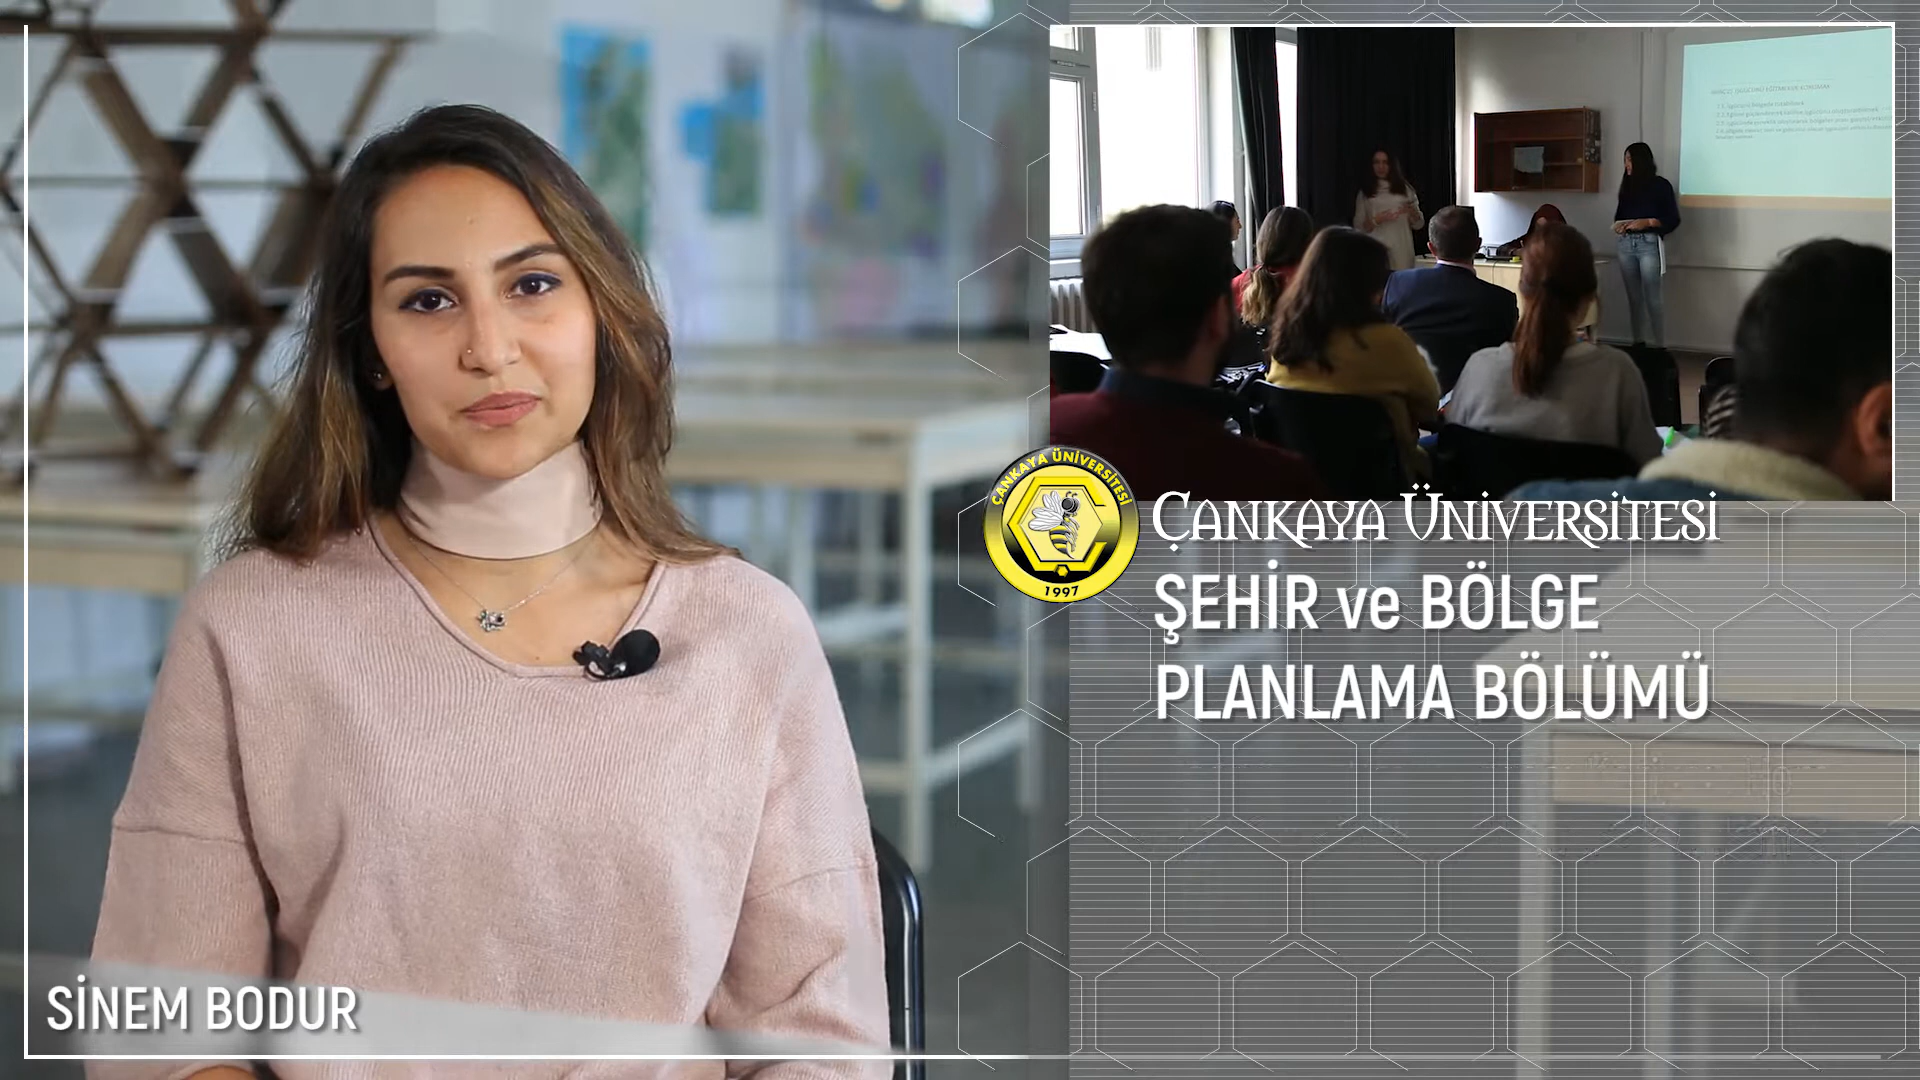 ÇANKAYA ÜNİVERSİTESİ
1997
ÇANKAYA ÜNİVERSİTESİ
ŞEHİR ve BÖLGE
PLANLAMA BÖLÜMÜ
SİNEM BODUR